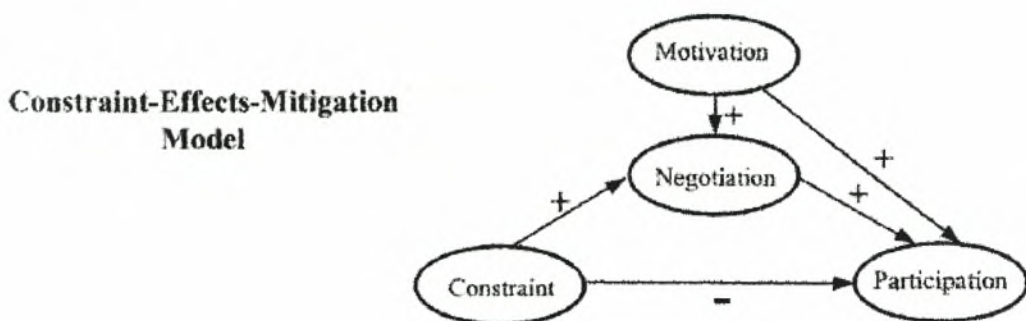 Motivation
Constraint-Effects-Mitigation
Model
+
+
Negotiation
+
+
Constraint
-
Participation